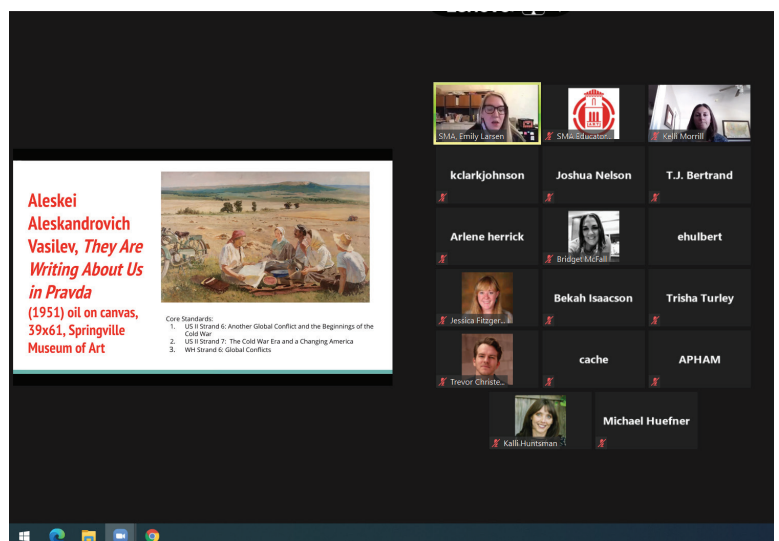 Aleskei
Aleskandrovich
Vasilev, They Are
Writing About Us
in Pravda
(1951) oil on canvas,
39x61, Springville
Museum of Art
Core Standards:
1. US II Strand 6: Another Global Conflict and the Beginnings of the
Cold War
2. US II Strand 7: The Cold War Era and a Changing America
3. WH Strand 6: Global Conflicts
SMA, Emily Larsen
SMA Educator...
Kelli Morrill
kclarkjohnson
Joshua Nelson
T.J. Bertrand
Arlene herrick
Bridget McFall
ehulbert
Jessica Fitzger...
Bekah Isaacson
Trisha Turley
Trevor Christe...
cache
APHAM
Kalli Huntsman
Michael Huefner